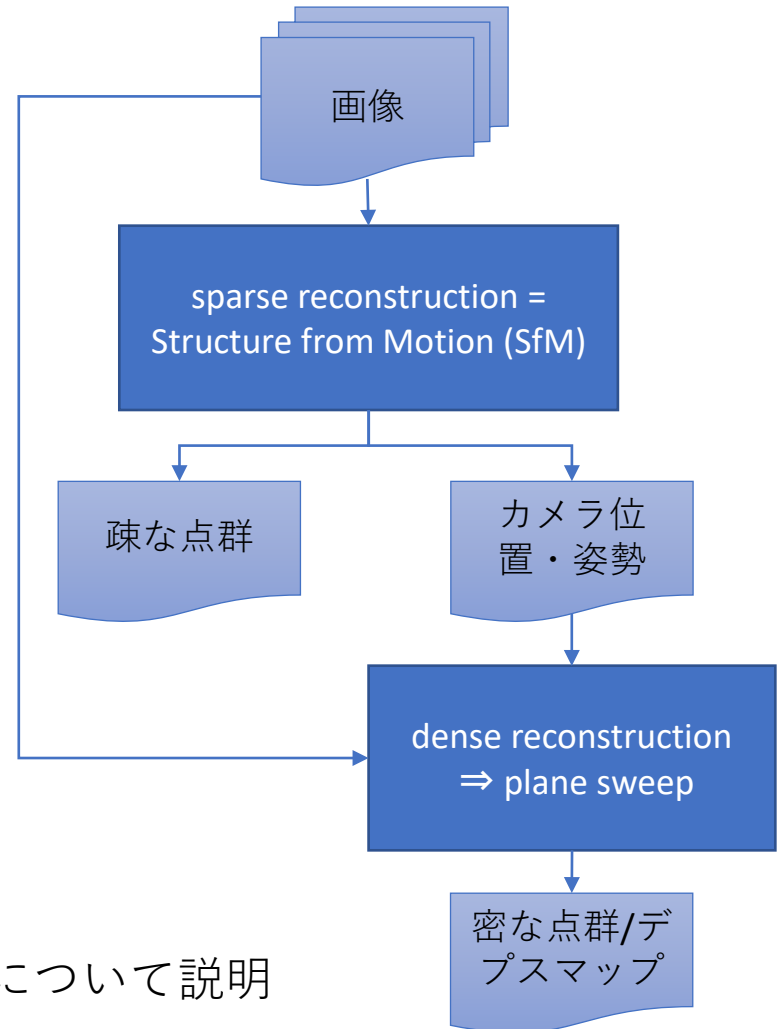 画像
sparse reconstruction =
Structure from Motion (SfM)
疎な点群
カメラ位
置・姿勢
dense reconstruction
⇒ plane sweep
密な点群/デ
プスマップ
について説明